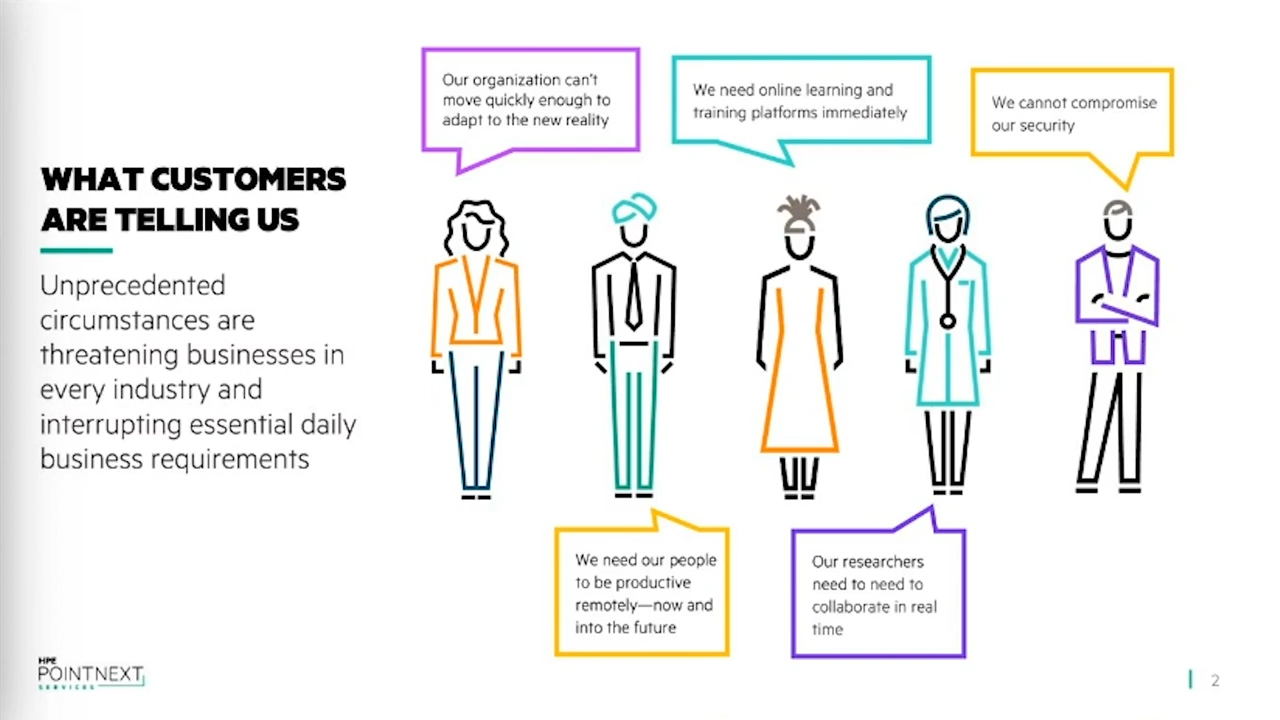 WHAT CUSTOMERS
ARE TELLING US
Unprecedented
circumstances are
threatening businesses in
every industry and
interrupting essential daily
business requirements
Our organization can't
move quickly enough to
adapt to the new reality
We need online learning and
training platforms immediately
We cannot compromise
our security
We need our people
to be productive
remotely—now and
into the future
Our researchers
need to need to
collaborate in real
time
HPE
POINTNEXT
SERVICES
2